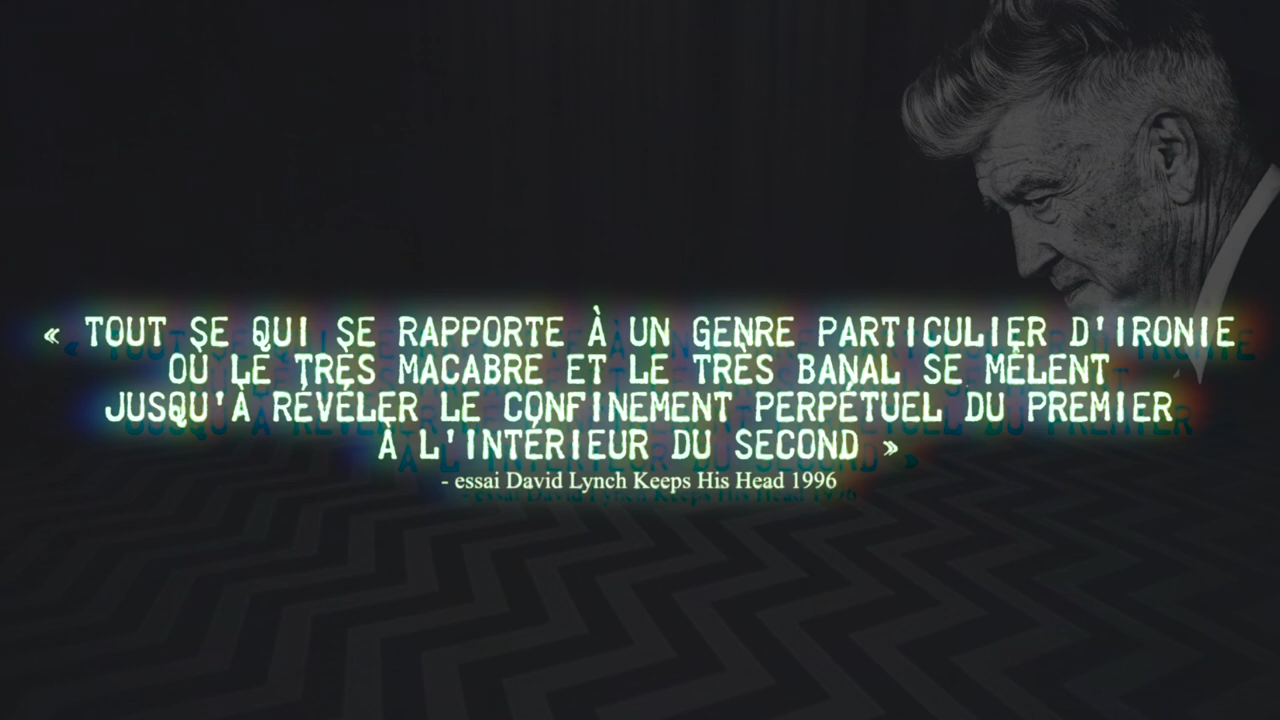 « TOUT SE QUI SE RAPPORTE À UN GENRE PARTICULIER D'IRONIE
OÙ LE TRÈS MACABRE ET LE TRÈS BANAL SE MÊLENT
JUSQU'À RÉVÉLER LE CONFINEMENT PERPÉTUEL DU PREMIER
À L'INTÉRIEUR DU SECOND »
- essai David Lynch Keeps His Head 1996